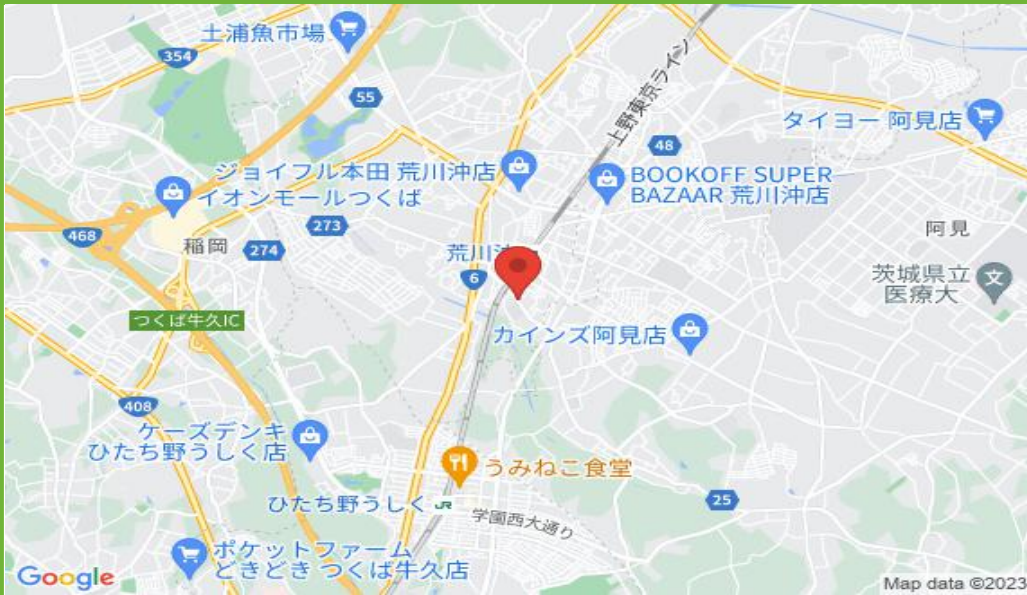 土浦魚市場
354
55
上野東京ライン
タイヨー 阿見店
48
ジョイフル本田 荒川沖店
イオンモールつくば
BOOKOFF SUPER
BAZAAR 荒川沖店
468
稲岡
274
273
阿見
荒川沖
6
茨城県立
医療大
文
つくば牛久IC
カインズ阿見店
408
ケーズデンキ
ひたち野うしく店
うみねこ食堂
25
ひたち野うしく
JR
学園西大通り
ポケットファーム
どきどき つくば牛久店
Google
Map data ©2023